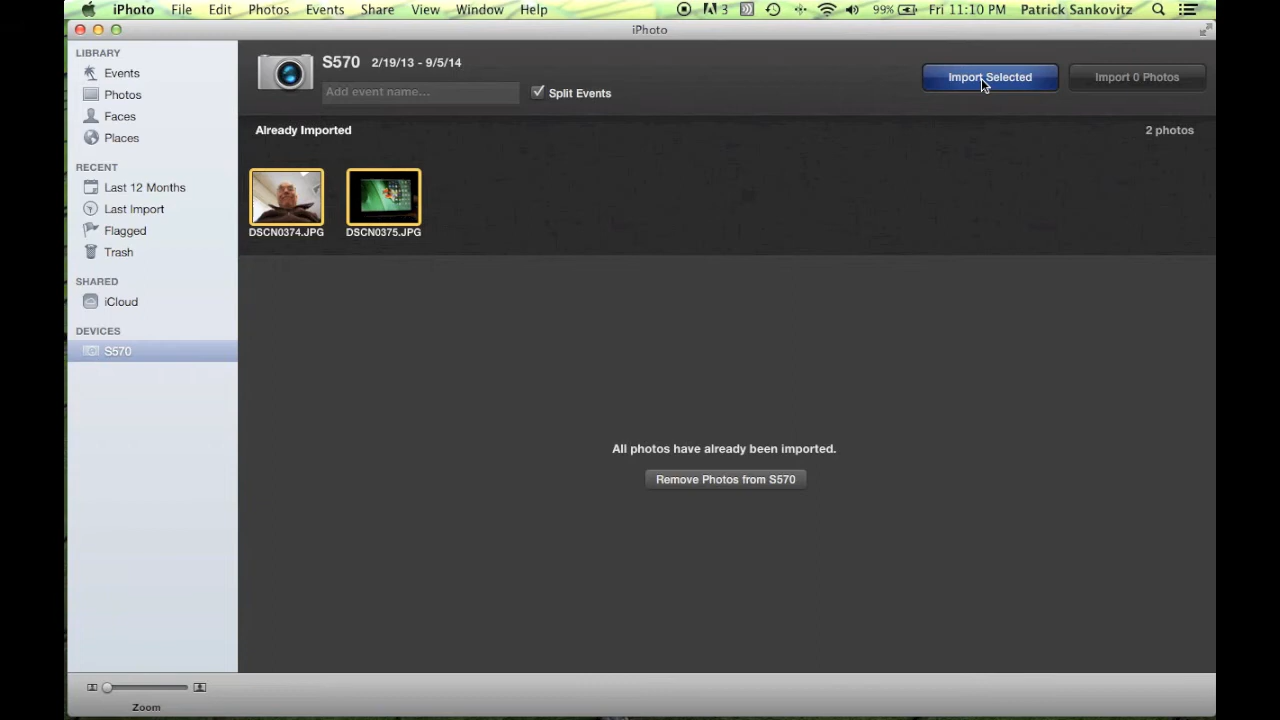 iPhoto File Edit Photos Events Share View Window Help 3 99% Fri 11:10 PM Patrick Sankovitz
iPhoto
LIBRARY
Events
Photos
Faces
Places
RECENT
Last 12 Months
Last Import
Flagged
Trash
SHARED
iCloud
DEVICES
S570
S570 2/19/13 - 9/5/14
Add event name...
Split Events
Import Selected
Import 0 Photos
Already Imported
2 photos
DSCN0374.JPG
DSCN0375.JPG
All photos have already been imported.
Remove Photos from S570
Zoom